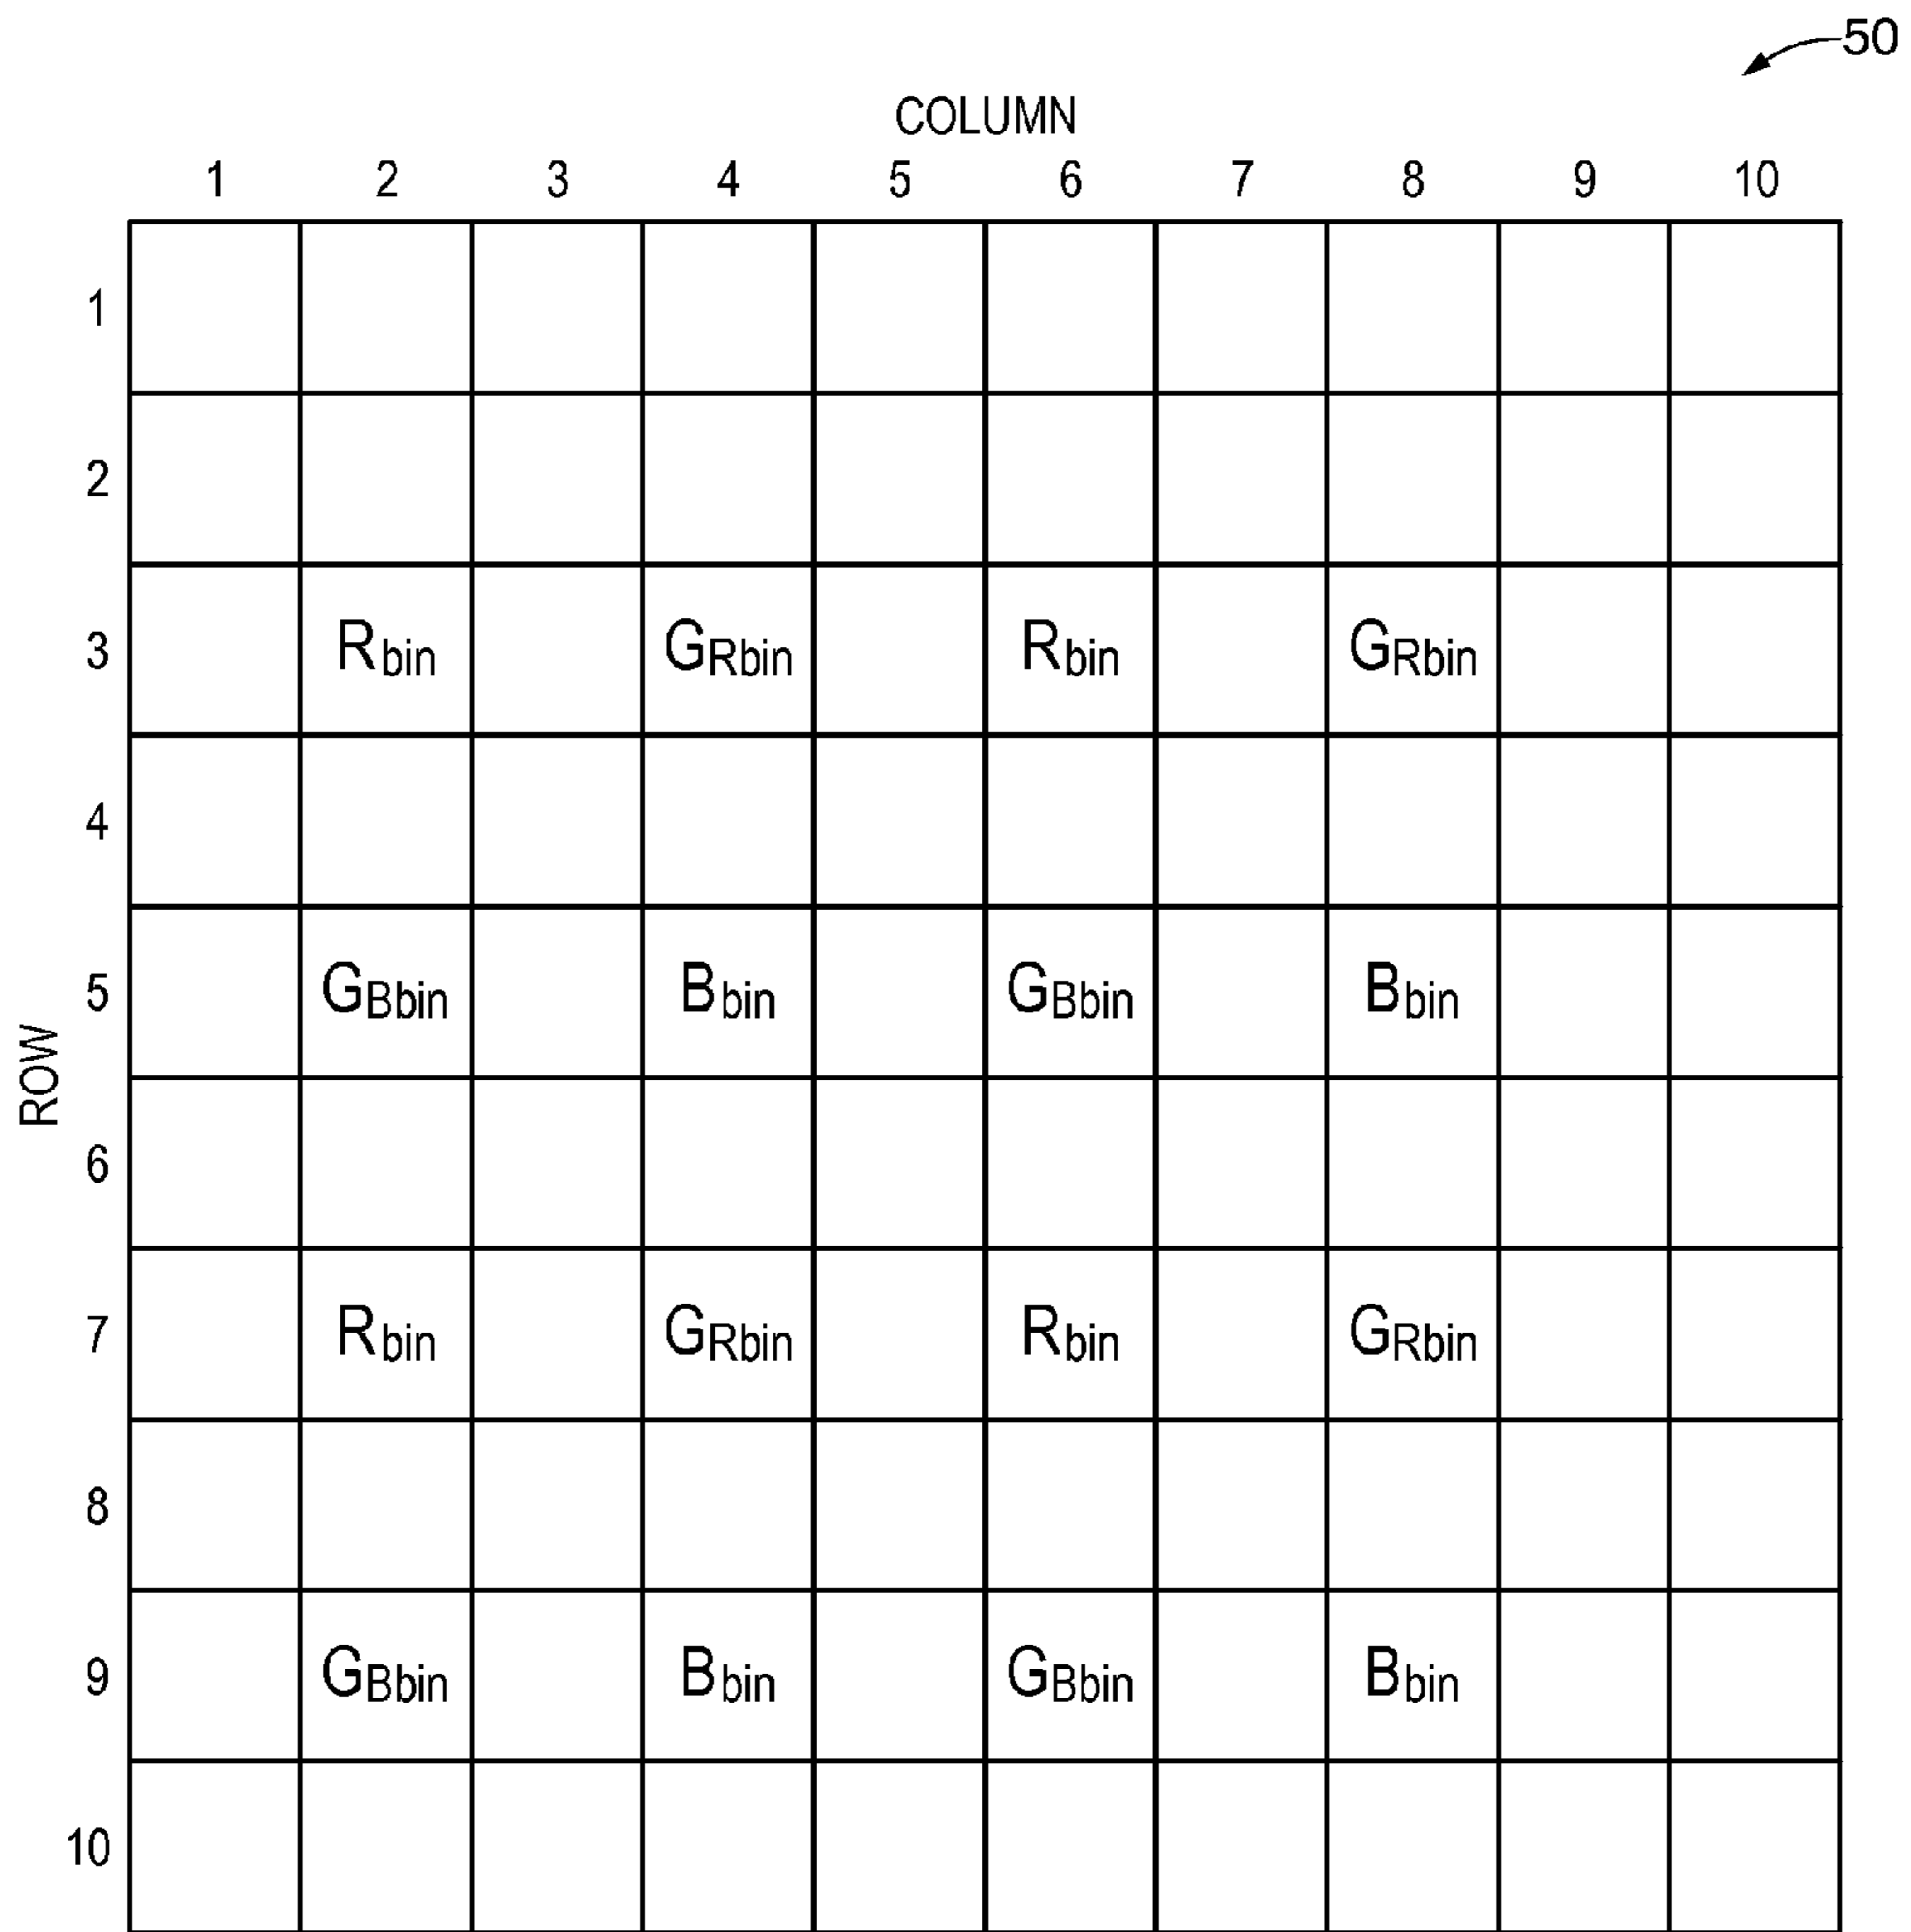 50
COLUMN
1 2 3 4 5 6 7 8 9 10
1
2
3 Rbin GRbin Rbin GRbin
4
5 GBbin Bbin GBbin Bbin
ROW
6
7 Rbin GRbin Rbin GRbin
8
9 GBbin Bbin GBbin Bbin
10